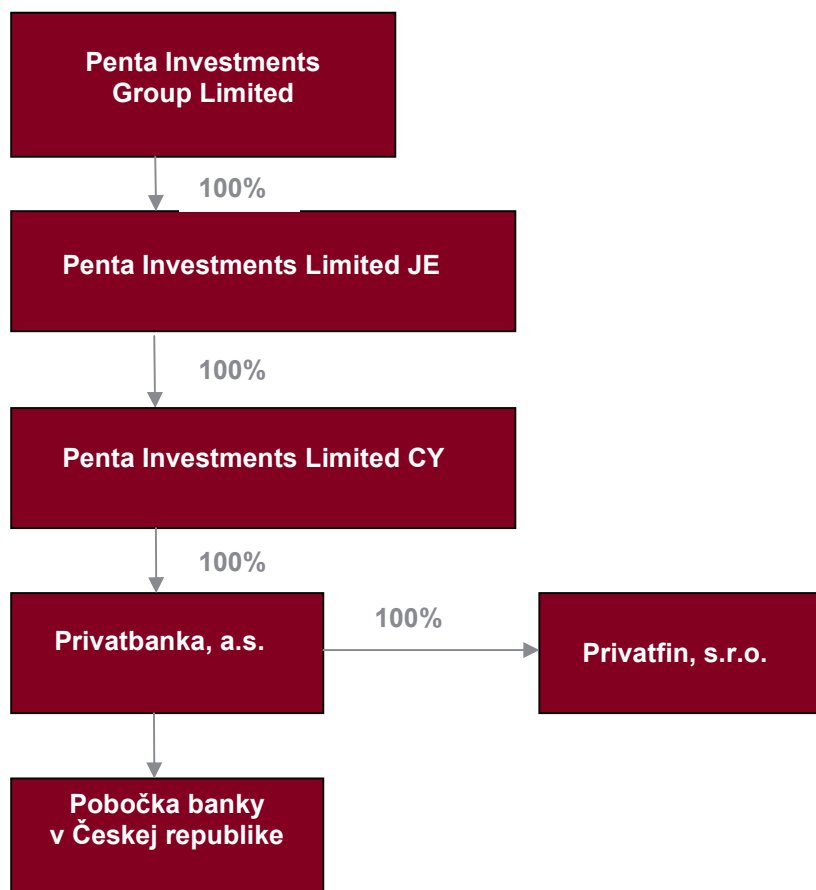 Penta Investments
Group Limited
100%
Penta Investments Limited JE
100%
Penta Investments Limited CY
100%
Privatbanka, a.s.
100%
Privatfin, s.r.o.
Pobočka banky
v Českej republike